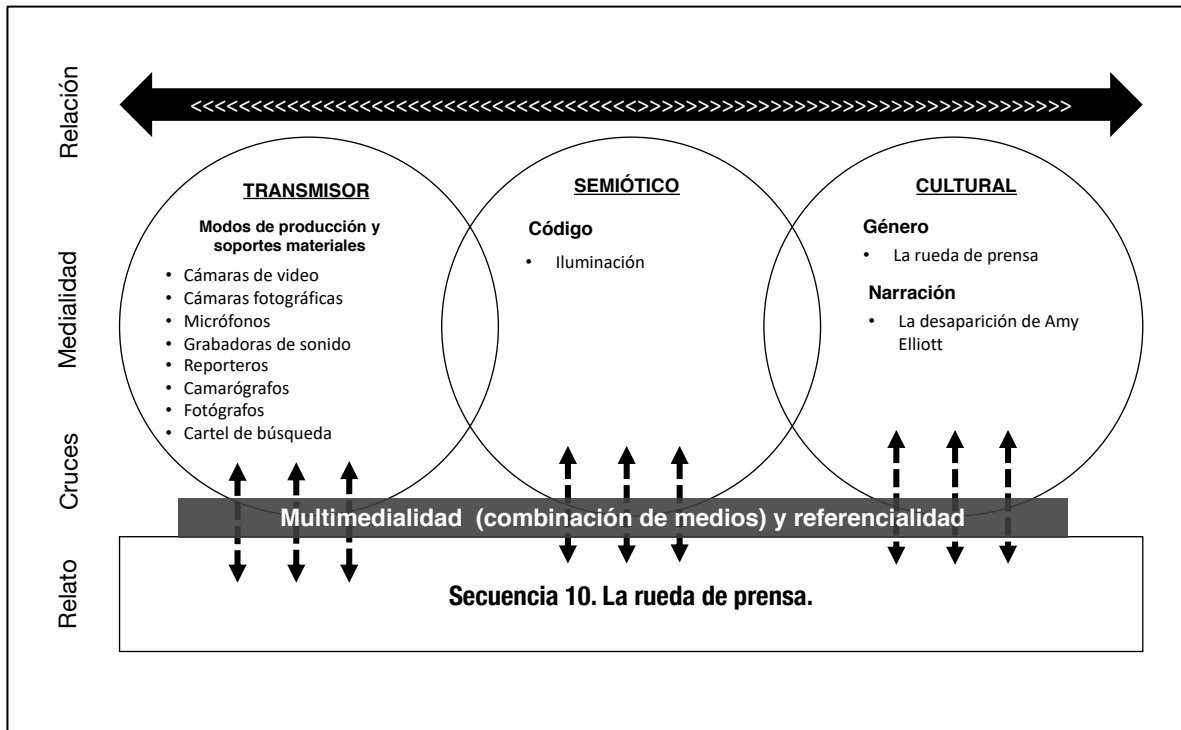 Relación
<<<<<<<<<<<<<<<<<<<<<<<<<<<<<<<<<<<<<<<<<<<<>>>>>>>>>>>>>>>>>>>>>>>>>>>>>>>>>>>>>>>>>>>
Medialidad
TRANSMISOR
Modos de producción y
soportes materiales
• Cámaras de video
• Cámaras fotográficas
• Micrófonos
• Grabadoras de sonido
• Reporteros
• Camarógrafos
• Fotógrafos
• Cartel de búsqueda
SEMIÓTICO
Código
• Iluminación
CULTURAL
Género
• La rueda de prensa
Narración
• La desaparición de Amy
Elliott
Cruces
Multimedialidad (combinación de medios) y referencialidad
Relato
Secuencia 10. La rueda de prensa.